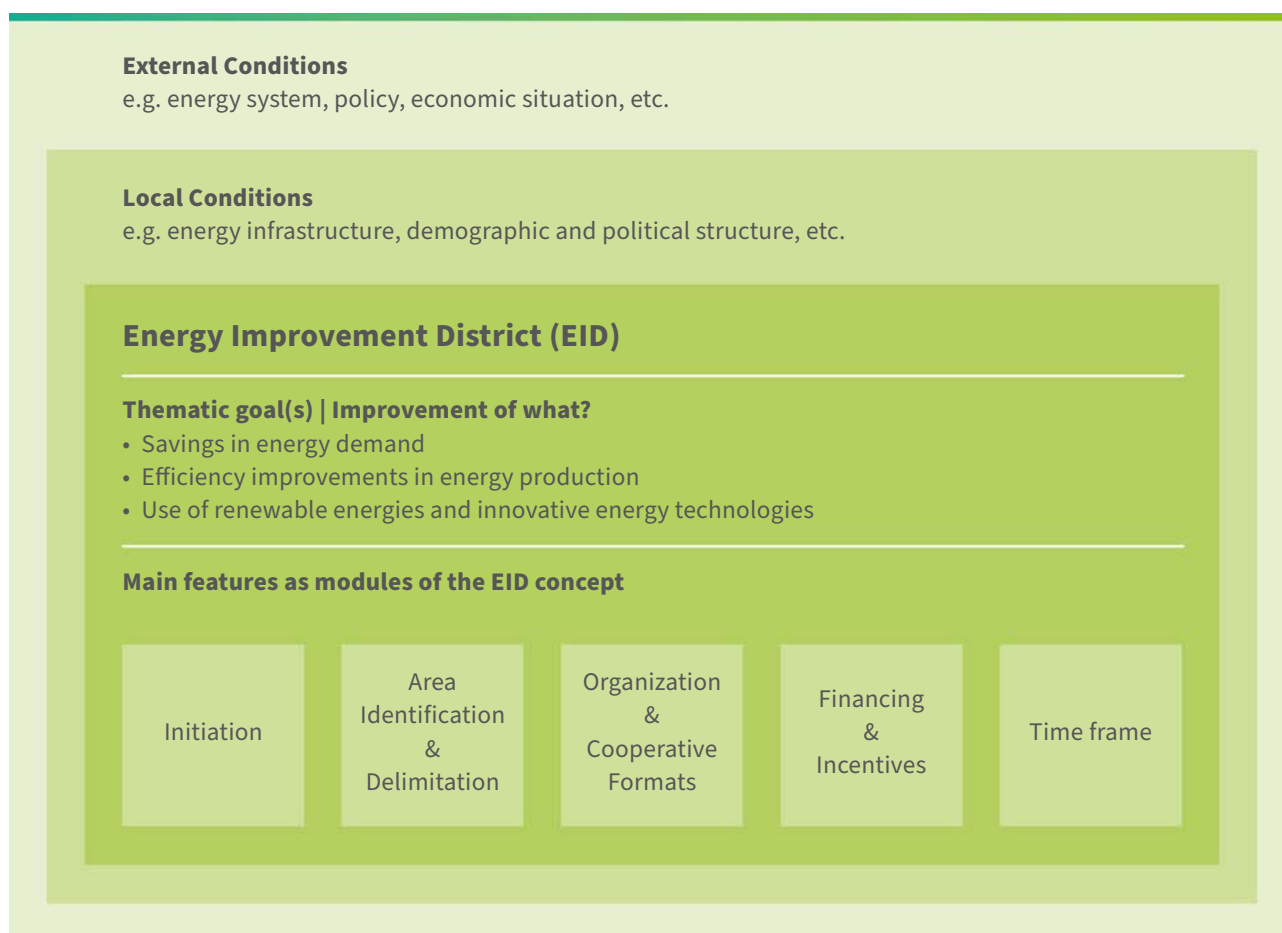 External Conditions
e.g. energy system, policy, economic situation, etc.
Local Conditions
e.g. energy infrastructure, demographic and political structure, etc.
Energy Improvement District (EID)
Thematic goal(s) | Improvement of what?
• Savings in energy demand
• Efficiency improvements in energy production
• Use of renewable energies and innovative energy technologies
Main features as modules of the EID concept
Initiation
Area
Identification
&
Delimitation
Organization
&
Cooperative
Formats
Financing
&
Incentives
Time frame